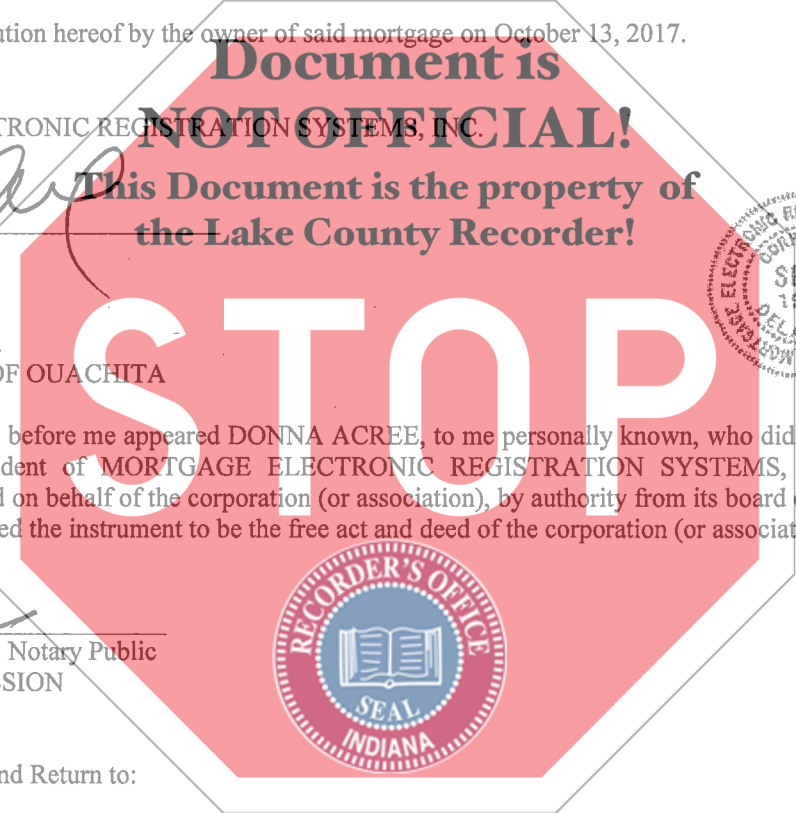 ution hereof by the owner of said mortgage on October 13, 2017.
Document is
NOT OFFICIAL!
TRONIC REGISTRATION SYSTEMS, INC.
This Document is the property of
the Lake County Recorder!
STOP
OF OUACHITA
before me appeared DONNA ACREE, to me personally known, who did
dent of MORTGAGE ELECTRONIC REGISTRATION SYSTEMS,
d on behalf of the corporation (or association), by authority from its board
ed the instrument to be the free act and deed of the corporation (or associat
RECORDER'S OFFICE
SEAL
INDIANA
Notary Public
SSION
nd Return to: